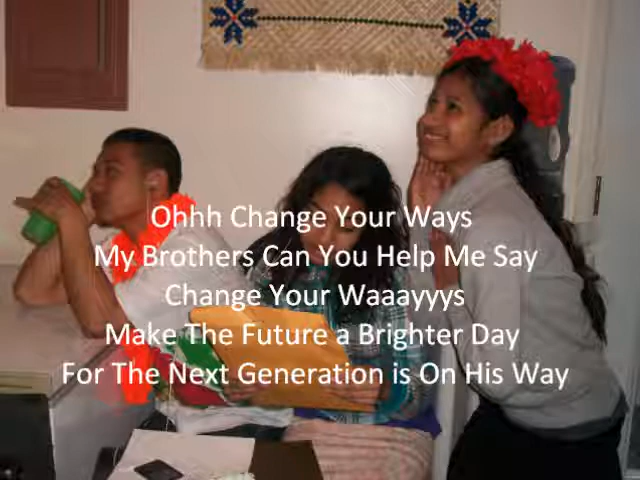 Ohhh Change Your Ways
My Brothers Can You Help Me Say
Change Your Waaayyys
Make The Future a Brighter Day
For The Next Generation is On His Way